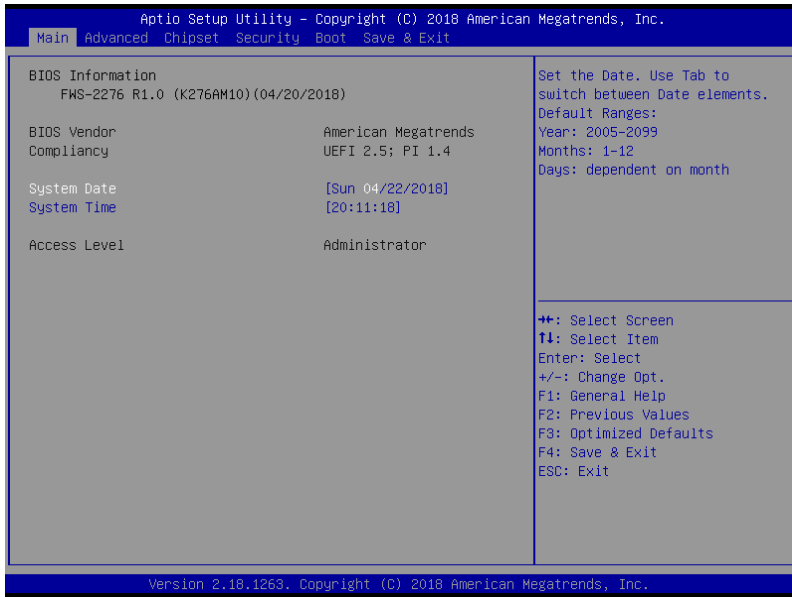 Aptio Setup Utility – Copyright (C) 2018 American Megatrends, Inc.
Main Advanced Chipset Security Boot Save & Exit
BIOS Information
FWS-2276 R1.0 (K276AM10)(04/20/2018)
BIOS Vendor American Megatrends
Compliancy UEFI 2.5; PI 1.4
System Date [Sun 04/22/2018]
System Time [20:11:18]
Access Level Administrator
Set the Date. Use Tab to
switch between Date elements.
Default Ranges:
Year: 2005-2099
Months: 1-12
Days: dependent on month
→←: Select Screen
↑↓: Select Item
Enter: Select
+/-: Change Opt.
F1: General Help
F2: Previous Values
F3: Optimized Defaults
F4: Save & Exit
ESC: Exit
Version 2.18.1263. Copyright (C) 2018 American Megatrends, Inc.